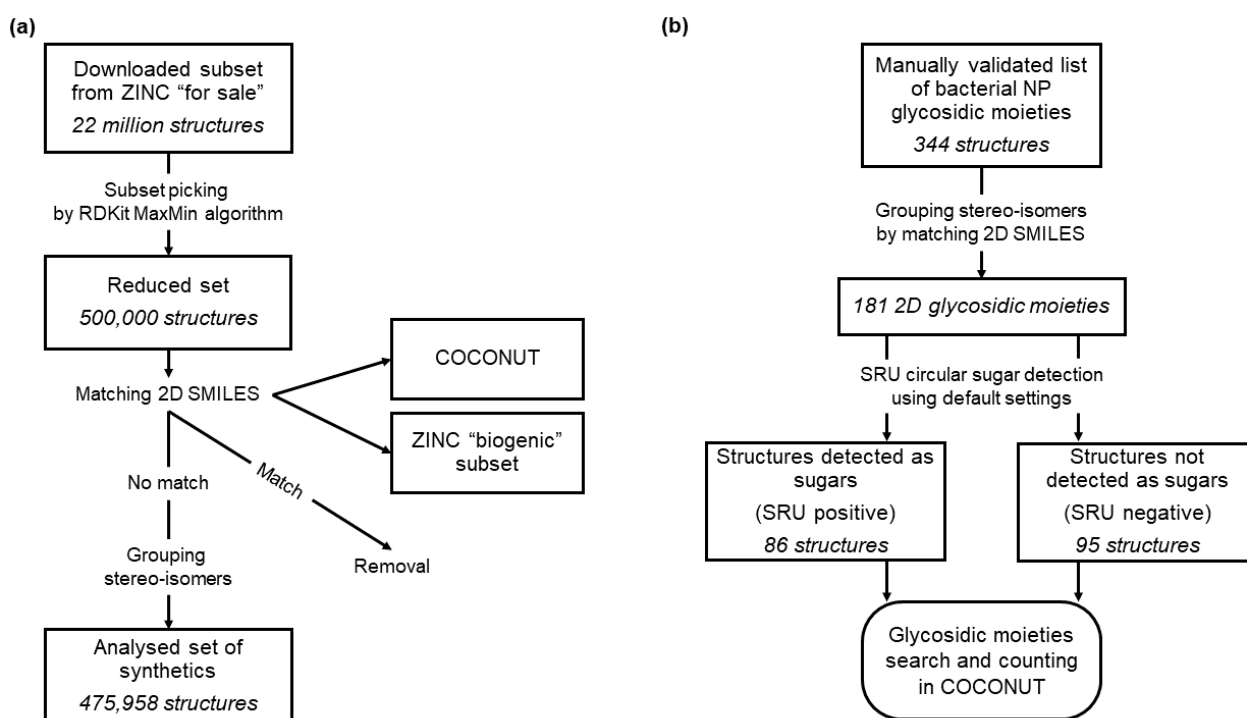 (a)
Downloaded subset
from ZINC “for sale”
22 million structures
Subset picking
by RDKit MaxMin algorithm
Reduced set
500,000 structures
Matching 2D SMILES
COCONUT
ZINC “biogenic”
subset
No match
Match
Removal
Grouping
stereo-isomers
Analysed set of
synthetics
475,958 structures
(b)
Manually validated list
of bacterial NP
glycosidic moieties
344 structures
Grouping stereo-isomers
by matching 2D SMILES
181 2D glycosidic moieties
SRU circular sugar detection
using default settings
Structures detected as
sugars
(SRU positive)
86 structures
Structures not
detected as sugars
(SRU negative)
95 structures
Glycosidic moieties
search and counting
in COCONUT